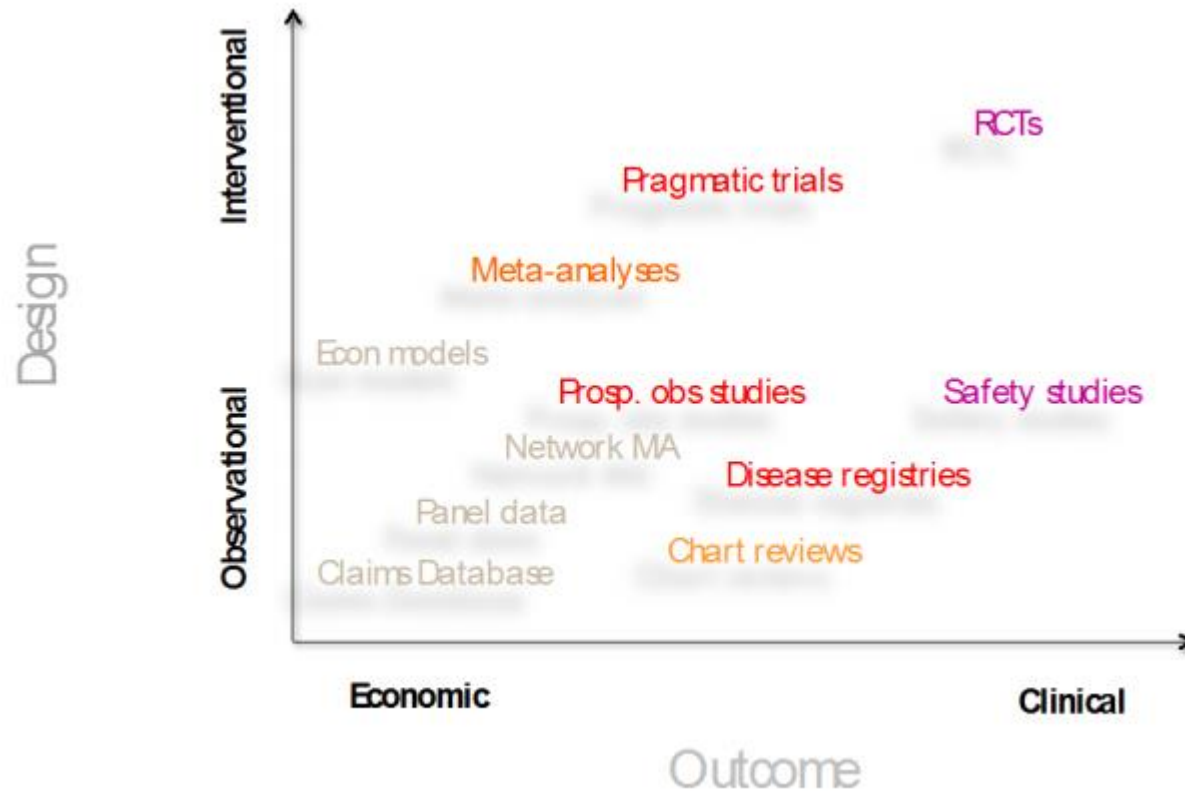 Design
Interventional
Observational
RCTs
Pragmatic trials
Meta-analyses
Econ models
Prosp. obs studies
Safety studies
Network MA
Disease registries
Panel data
Chart reviews
Claims Database
Economic
Clinical
Outcome